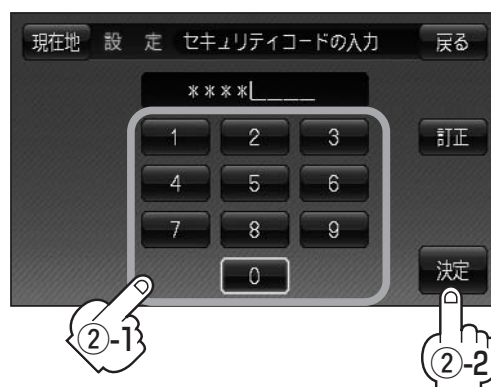 現在地 設 定 セキュリティコードの入力 戻る
****
1 2 3 訂正
4 5 6
7 8 9
0 決定
②-1 ②-2